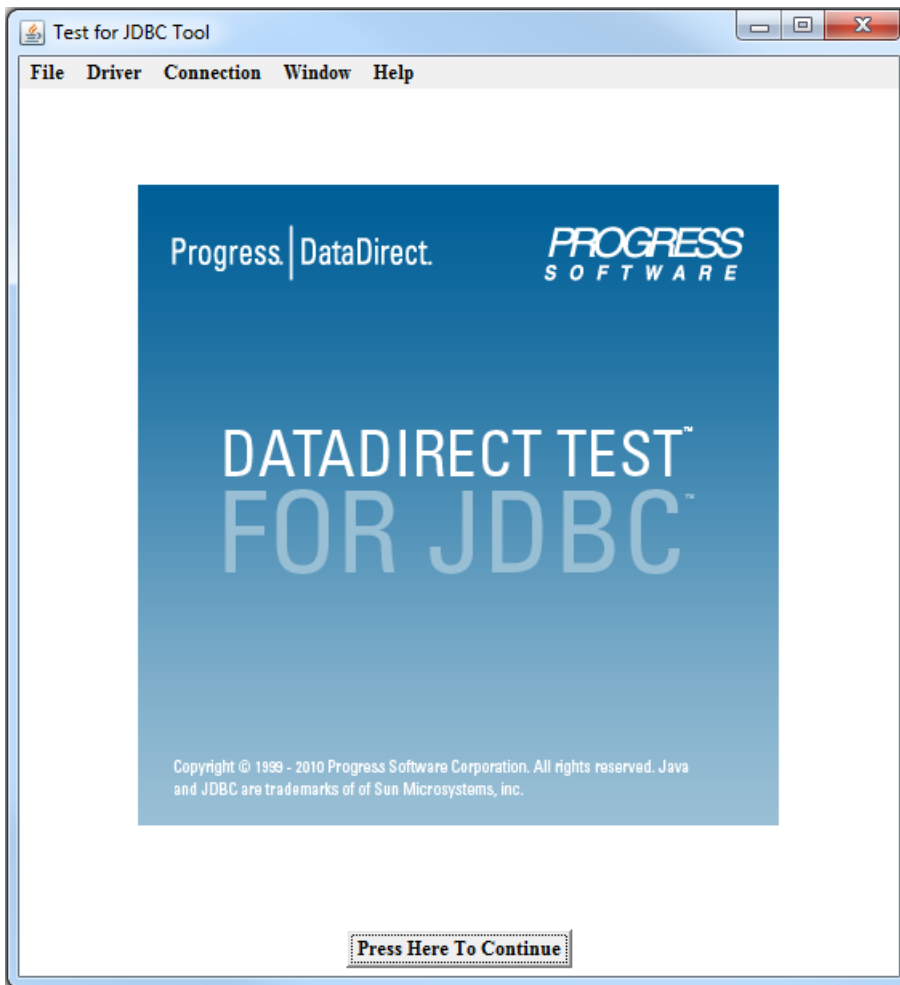 Test for JDBC Tool
File Driver Connection Window Help
Progress. | DataDirect.
PROGRESS
SOFTWARE
DATADIRECT TEST™
FOR JDBC™
Copyright © 1999 - 2010 Progress Software Corporation. All rights reserved. Java
and JDBC are trademarks of of Sun Microsystems, inc.
Press Here To Continue